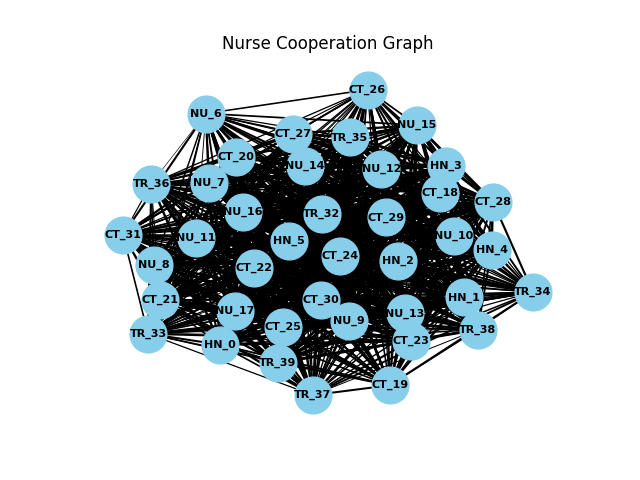 Nurse Cooperation Graph
CT_26
NU_6
NU_15
CT_27
TR_35
CT_20
NU_14
NU_12
HN_3
TR_36
NU_7
CT_18
CT_28
NU_16
TR_32
CT_29
CT_31
NU_11
HN_5
NU_10
HN_4
NU_8
CT_22
CT_24
HN_2
TR_34
CT_21
CT_30
HN_1
NU_17
NU_9
NU_13
TR_33
CT_25
TR_38
HN_0
CT_23
TR_39
CT_19
TR_37